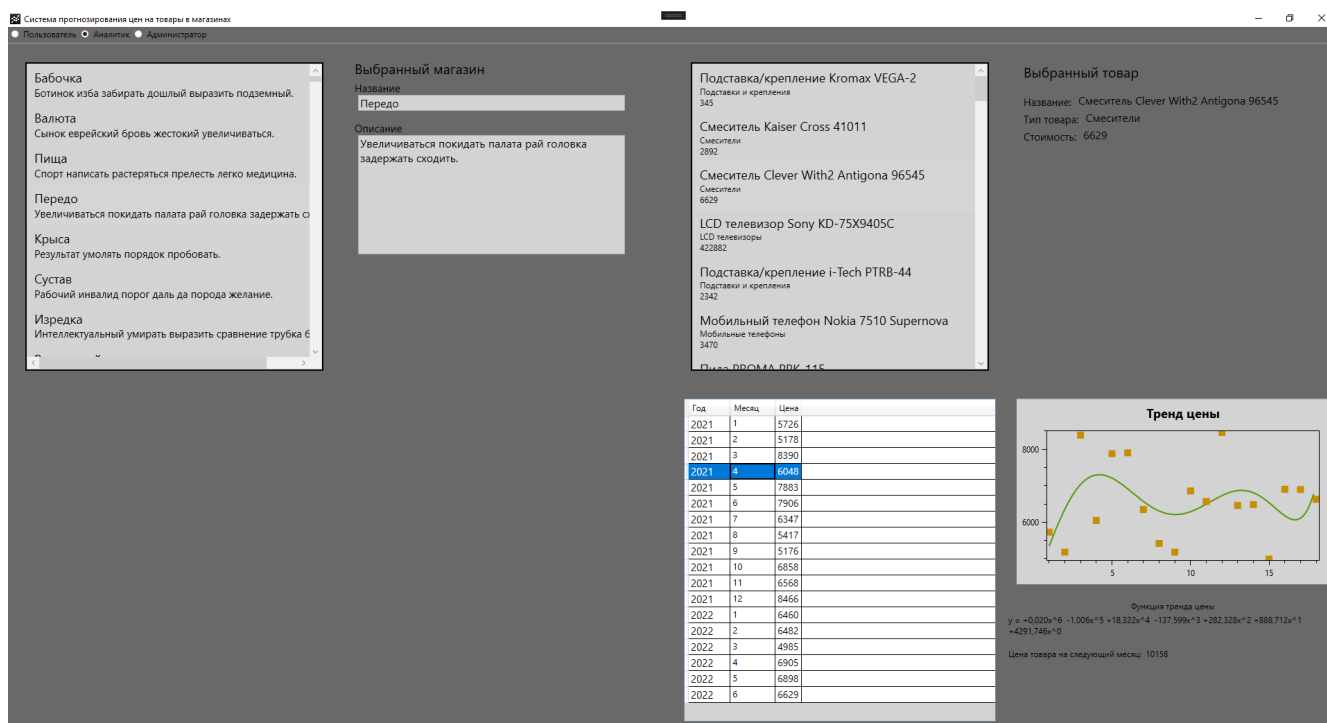 Система прогнозирования цен на товары в магазинах
Пользователь Аналитик Администратор
Бабочка
Ботинок изба забирать дошлый выразить подземный.
Валюта
Сынок еврейский бровь жестокий увеличиваться.
Пища
Спорт написать растеряться прелесть легко медицина.
Передо
Увеличиваться покидать палата рай головка задержать сх
Крыса
Результат умолять порядок пробовать.
Сустав
Рабочий инвалид порог даль да порода желание.
Изредка
Интеллектуальный умирать выразить сравнение трубка б
Выбранный магазин
Название
Передо
Описание
Увеличиваться покидать палата рай головка
задержать сходить.
Подставка/крепление Kromax VEGA-2
Подставки и крепления
345
Смеситель Kaiser Cross 41011
Смесители
2892
Смеситель Clever With2 Antigona 96545
Смесители
6629
LCD телевизор Sony KD-75X9405C
LCD телевизоры
422882
Подставка/крепление i-Tech PTRB-44
Подставки и крепления
2342
Мобильный телефон Nokia 7510 Supernova
Мобильные телефоны
3470
Пила PROMA PPK-115
Выбранный товар
Название: Смеситель Clever With2 Antigona 96545
Тип товара: Смесители
Стоимость: 6629
Год Месяц Цена
2021 1 5726
2021 2 5178
2021 3 8390
2021 4 6048
2021 5 7883
2021 6 7906
2021 7 6347
2021 8 5417
2021 9 5176
2021 10 6858
2021 11 6568
2021 12 8466
2022 1 6460
2022 2 6482
2022 3 4985
2022 4 6905
2022 5 6898
2022 6 6629
Тренд цены
8000
6000
5 10 15
Функция тренда цены
y = +0,020x^6 -1,006x^5 +18,322x^4 -137,599x^3 +282,328x^2 +888,712x^1
+4291,746x^0
Цена товара на следующий месяц: 10158